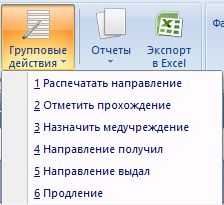 Групповые действия
Отчеты
Экспорт в Excel
1 Распечатать направление
2 Отметить прохождение
3 Назначить медучреждение
4 Направление получил
5 Направление выдал
6 Продление